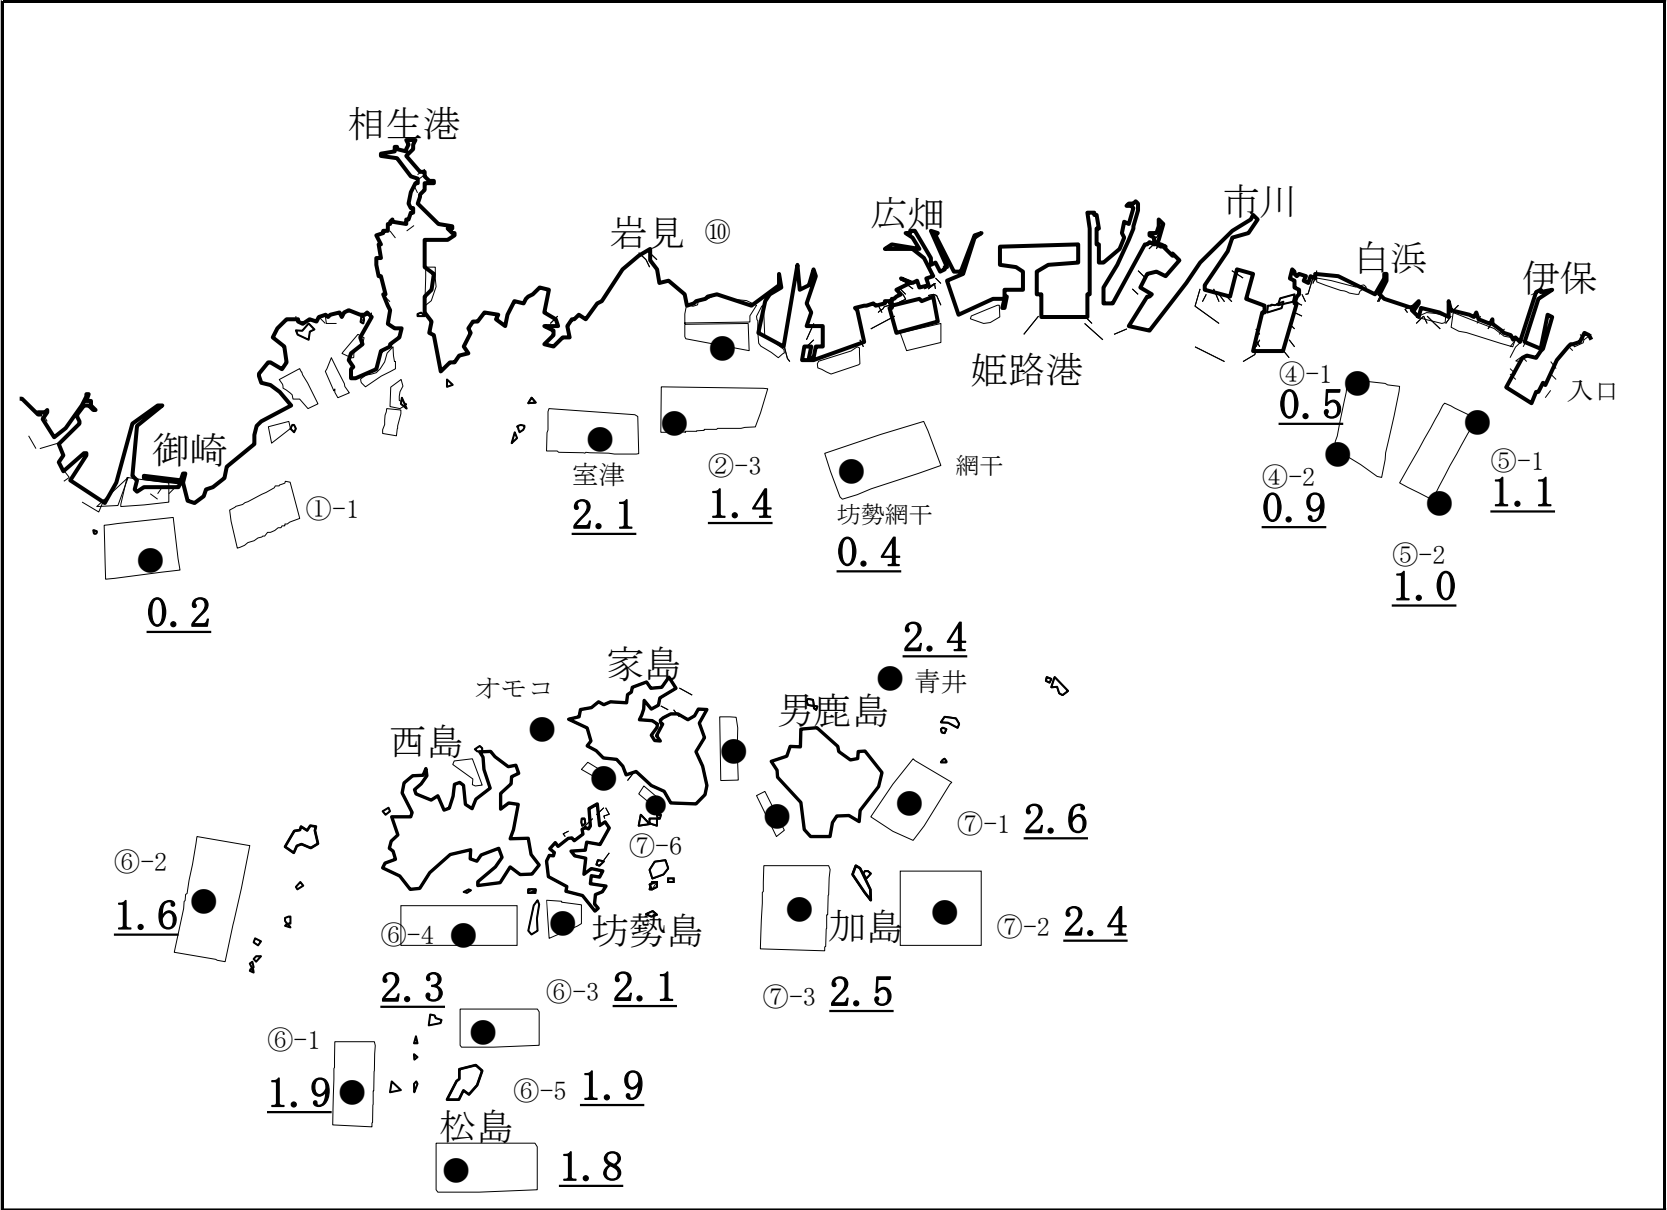 相生港
岩見 ⑩
広畑
市川
白浜
伊保
入口
姫路港
御崎
①-1
0.2
室津
2.1
②-3
1.4
網干
坊勢網干
0.4
④-1
0.5
④-2
0.9
⑤-1
1.1
⑤-2
1.0
2.4
青井
家島
オモコ
西島
男鹿島
⑦-1 2.6
⑦-6
⑥-2
1.6
⑥-4
2.3
坊勢島
⑥-3 2.1
加島
⑦-2 2.4
⑦-3 2.5
⑥-1
1.9
⑥-5 1.9
松島
1.8